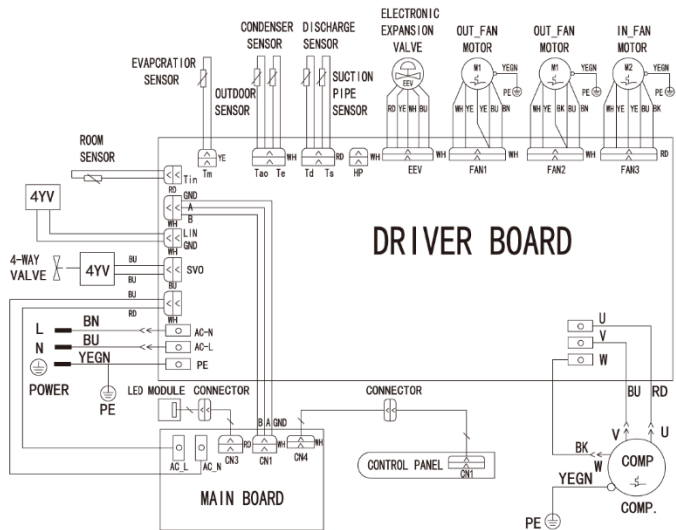 ELECTRONIC
EXPANSION
VALVE
CONDENSER
SENSOR
DISCHARGE
SENSOR
OUT_FAN
MOTOR
OUT_FAN
MOTOR
IN_FAN
MOTOR
EVAPCRATIOR
SENSOR
OUTDOOR
SENSOR
SUCTION
PIPE
SENSOR
EEV
M1
M1
M2
YEGN
YEGN
YEGN
PE
PE
PE
RD YE WH BU
WH YE BU BN
WH YE BK BU BN
WH YE BU BK
ROOM
SENSOR
YE
WH
RD
WH
WH
WH
WH
RD
Tm
Tao Te
Td Ts
HP
EEV
FAN1
FAN2
FAN3
Tin
RD
GND
A
B
WH
4YV
LIN
GND
WH
4-WAY
VALVE
4YV
BU
BU
SVO
BU
BU
RD
WH
DRIVER BOARD
L
BN
AC-N
N
BU
AC-L
YEGN
PE
POWER
PE
U
V
W
BU RD
LED MODULE
CONNECTOR
CONNECTOR
B A GND
RD
WH
WH
CN3
CN1
CN4
AC_L
AC_N
MAIN BOARD
CONTROL PANEL
CN1
V
U
BK
W
YEGN
COMP
COMP.
PE